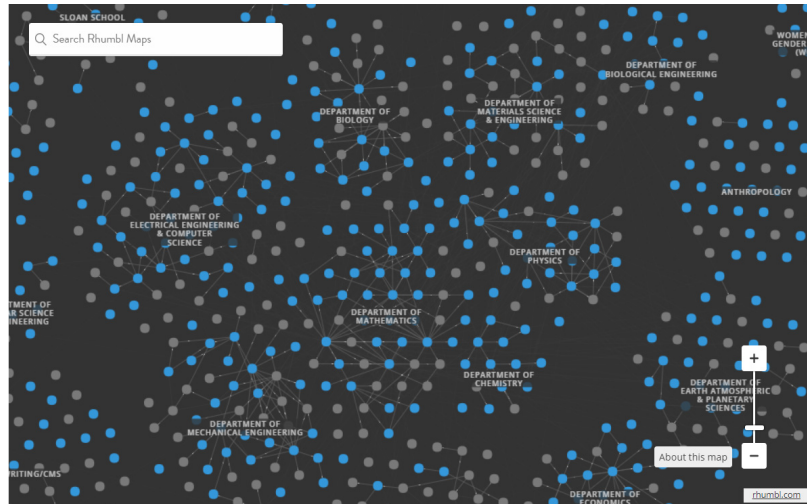 SLOAN SCHOOL
Search Rhumbl Maps
WOMEN
GENDER
(W
DEPARTMENT OF
BIOLOGICAL ENGINEERING
DEPARTMENT OF
BIOLOGY
DEPARTMENT OF
MATERIALS SCIENCE
& ENGINEERING
ANTHROPOLOGY
DEPARTMENT OF
ELECTRICAL ENGINEERING
& COMPUTER
SCIENCE
DEPARTMENT OF
PHYSICS
TMENT OF
AR SCIENCE
INEERING
DEPARTMENT OF
MATHEMATICS
DEPARTMENT OF
CHEMISTRY
DEPARTMENT OF
EARTH ATMOSPHERIC
& PLANETARY
SCIENCES
DEPARTMENT OF
MECHANICAL ENGINEERING
+
About this map
−
WRITING/CMS
DEPARTMENT OF
ECONOMICS
rhumbl.com